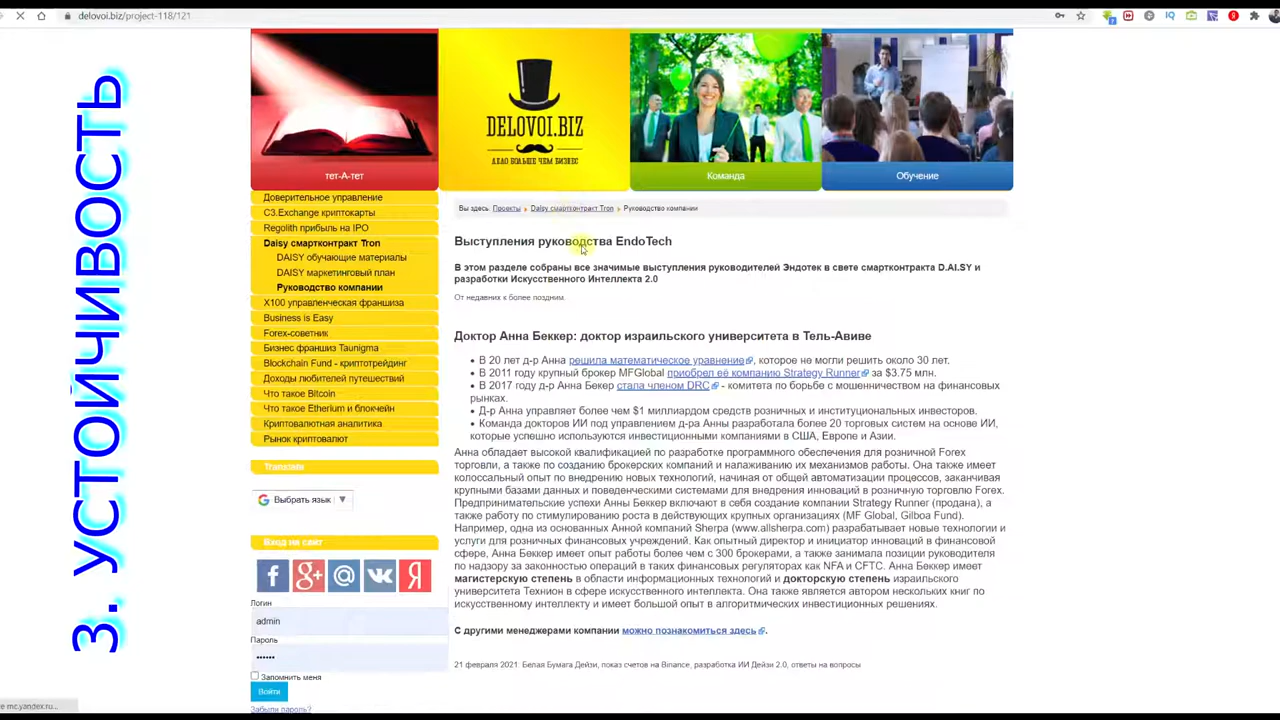 delovoi.biz/project-118/121
3. УСТОЙЧИВОСТЬ
тет-А-тет
DELOVOI.BIZ
ДЕЛО БОЛЬШЕ ЧЕМ БИЗНЕС
Команда
Обучение
Доверительное управление
C3.Exchange криптокарты
Regolith прибыль на IPO
Daisy смартконтракт Tron
DAISY обучающие материалы
DAISY маркетинговый план
Руководство компании
X100 управленческая франшиза
Business is Easy
Forex-советник
Бизнес франшиз Taunigma
Blockchain Fund - криптотрейдинг
Доходы любителей путешествий
Что такое Bitcoin
Что такое Etherium и блокчейн
Криптовалютная аналитика
Рынок криптовалют
Translate
Выбрать язык
Вход на сайт
Логин
admin
Пароль
••••••
Запомнить меня
Войти
Забыли пароль?
Вы здесь: Проекты Daisy смартконтракт Tron Руководство компании
Выступления руководства EndoTech
В этом разделе собраны все значимые выступления руководителей Эндотек в свете смартконтракта D.AI.SY и
разработки Искусственного Интеллекта 2.0
От недавних к более поздним.
Доктор Анна Беккер: доктор израильского университета в Тель-Авиве
В 20 лет д-р Анна решила математическое уравнение, которое не могли решить около 30 лет.
В 2011 году крупный брокер MFGlobal приобрел её компанию Strategy Runner за $3.75 млн.
В 2017 году д-р Анна Бекер стала членом DRC - комитета по борьбе с мошенничеством на финансовых
рынках.
Д-р Анна управляет более чем $1 миллиардом средств розничных и институциональных инвесторов.
Команда докторов ИИ под управлением д-ра Анны разработала более 20 торговых систем на основе ИИ,
которые успешно используются инвестиционными компаниями в США, Европе и Азии.
Анна обладает высокой квалификацией по разработке программного обеспечения для розничной Forex
торговли, а также по созданию брокерских компаний и налаживанию их механизмов работы. Она также имеет
колоссальный опыт по внедрению новых технологий, начиная от общей автоматизации процессов, заканчивая
крупными базами данных и поведенческими системами для внедрения инноваций в розничную торговлю Forex.
Предпринимательские успехи Анны Беккер включают в себя создание компании Strategy Runner (продана), а
также работу по стимулированию роста в действующих крупных организациях (MF Global, Gilboa Fund).
Например, одна из основанных Анной компаний Sherpa (www.allsherpa.com) разрабатывает новые технологии и
услуги для розничных финансовых учреждений. Как опытный директор и инициатор инноваций в финансовой
сфере, Анна Беккер имеет опыт работы более чем с 300 брокерами, а также занимала позиции руководителя
по надзору за законностью операций в таких финансовых регуляторах как NFA и CFTC. Анна Беккер имеет
магистерскую степень в области информационных технологий и докторскую степень израильского
университета Технион в сфере искусственного интеллекта. Она также является автором нескольких книг по
искусственному интеллекту и имеет большой опыт в алгоритмических инвестиционных решениях.
С другими менеджерами компании можно познакомиться здесь.
21 февраля 2021: Белая Бумага Дейзи, показ счетов на Binance, разработка ИИ Дейзи 2.0, ответы на вопросы
mc.yandex.ru...